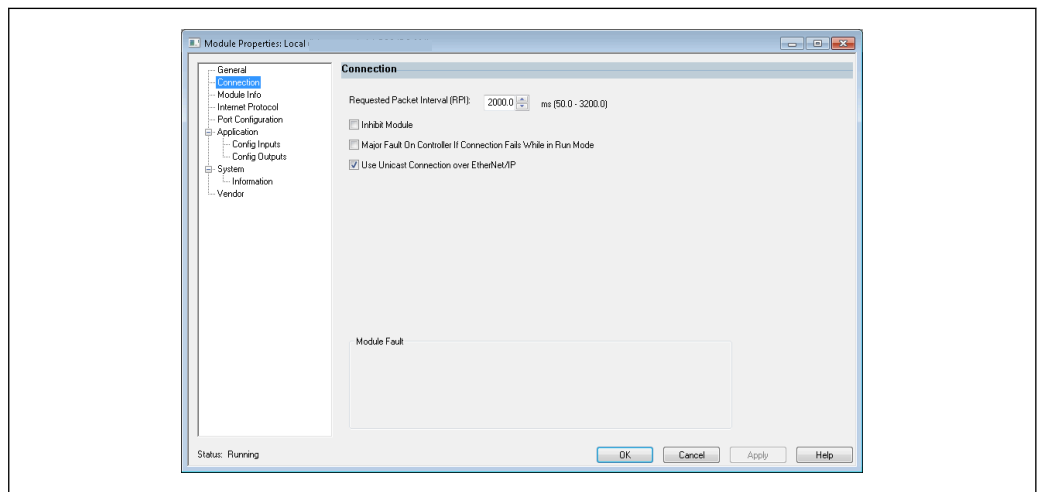 Module Properties: Local
General
Connection
Module Info
Internet Protocol
Port Configuration
Application
Config Inputs
Config Outputs
System
Information
Vendor
Connection
Requested Packet Interval (RPI): 2000.0 ms (50.0 - 3200.0)
Inhibit Module
Major Fault On Controller If Connection Fails While in Run Mode
Use Unicast Connection over EtherNet/IP
Module Fault
Status: Running
OK Cancel Apply Help